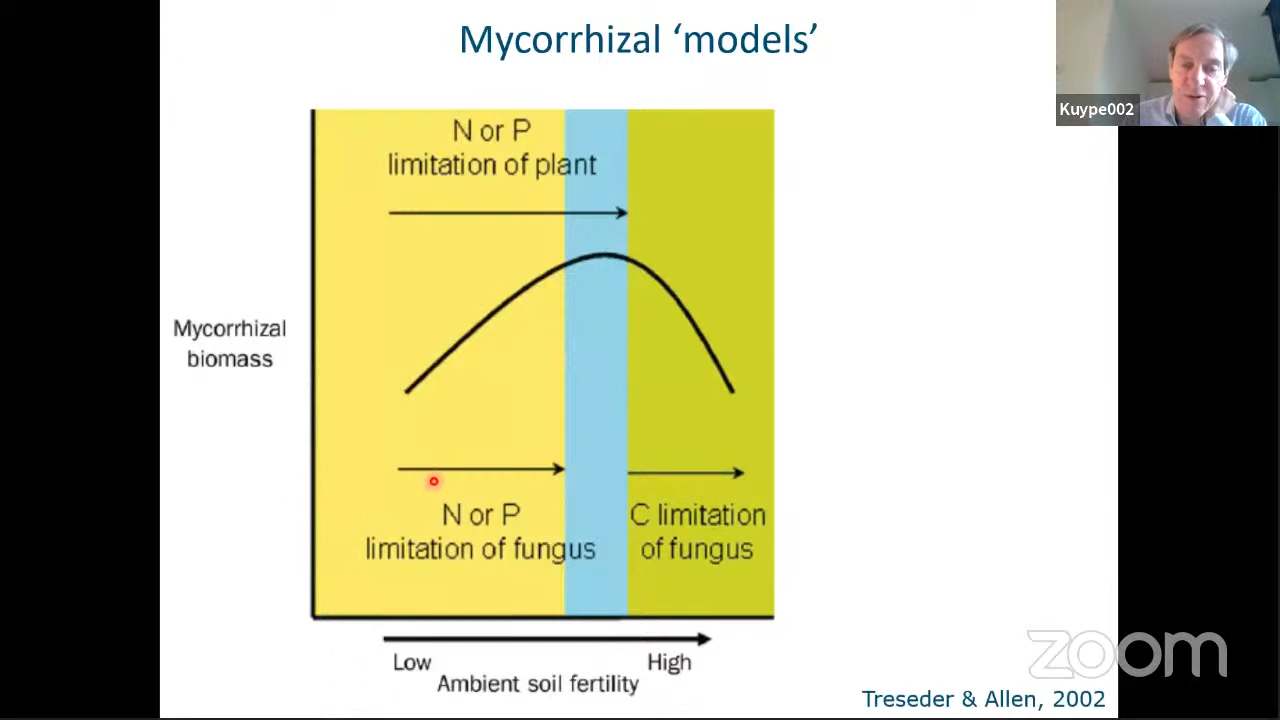 Mycorrhizal ‘models’
Kuype002
N or P
limitation of plant
Mycorrhizal
biomass
N or P
limitation of fungus
C limitation
of fungus
Low
High
Ambient soil fertility
zoom
Treseder & Allen, 2002